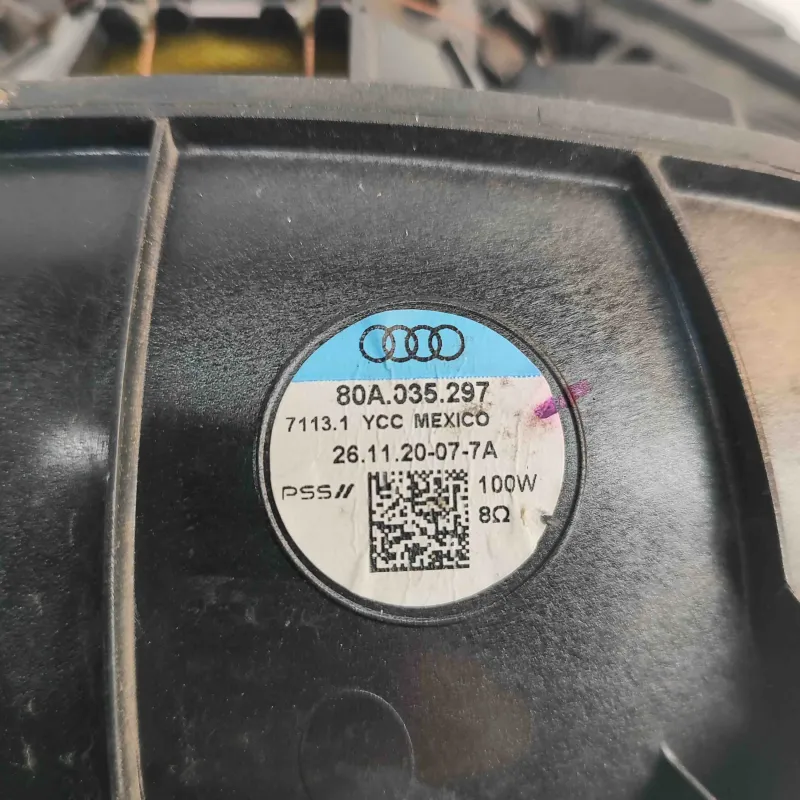 80A.035.297
7113.1 YCC MEXICO
26.11.20-07-7A
PSS// 100W
8Ω